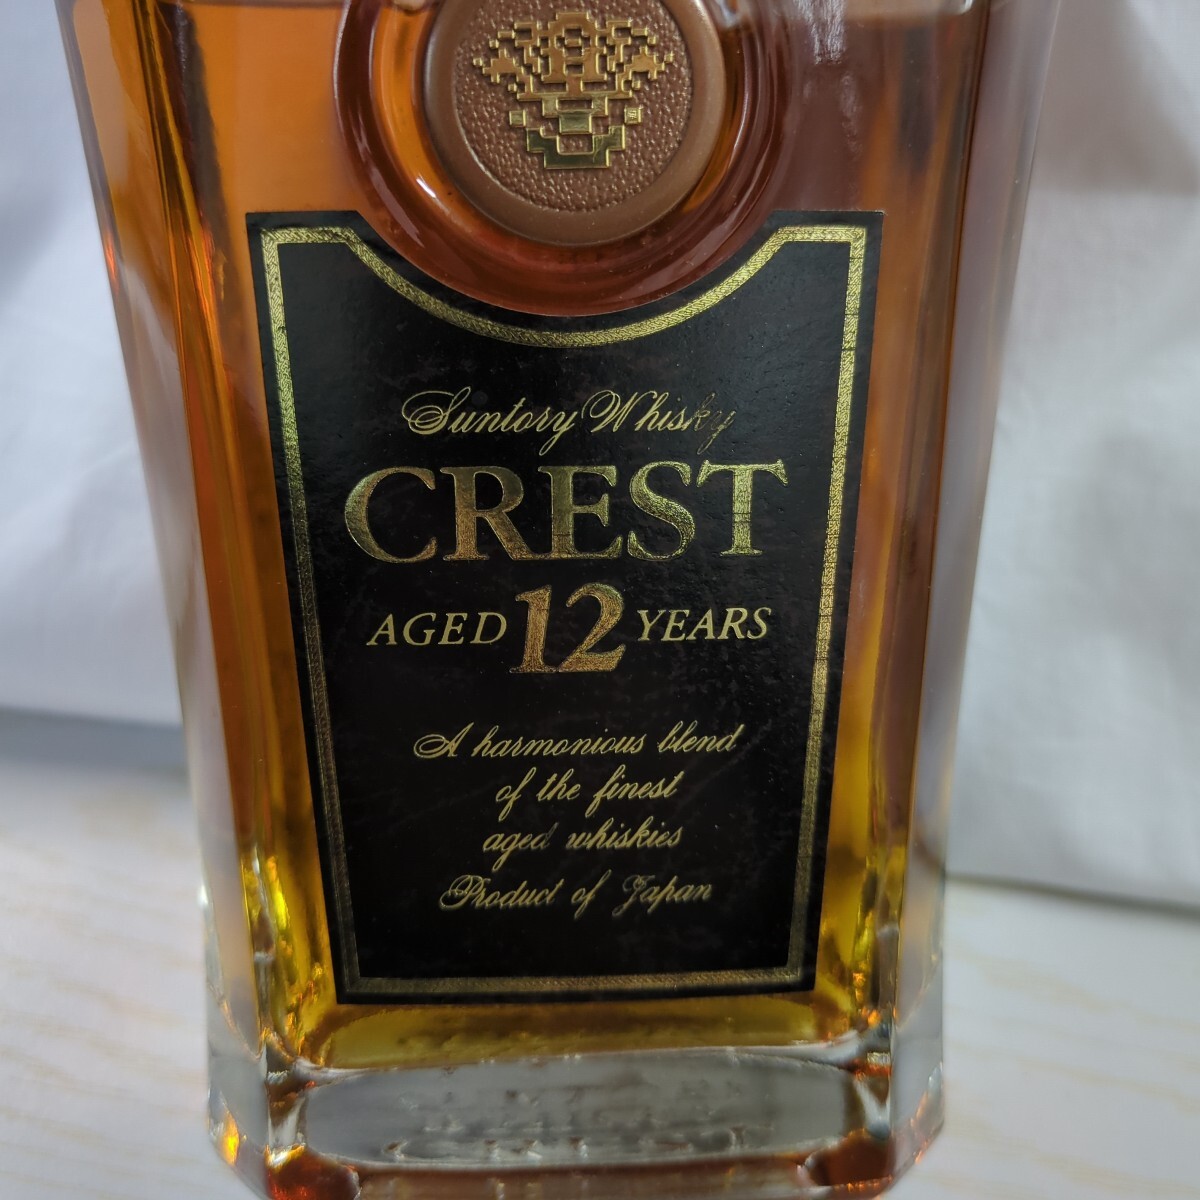 Suntory Whisky
CREST
AGED 12 YEARS
A harmonious blend
of the finest
aged whiskies
Product of Japan